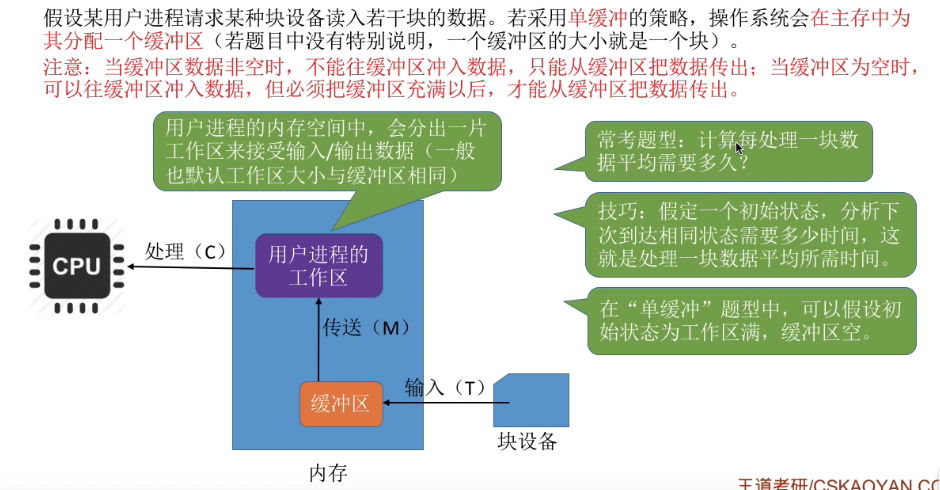 假设某用户进程请求某种块设备读入若干块的数据。若采用单缓冲的策略，操作系统会在主存中为
其分配一个缓冲区（若题目中没有特别说明，一个缓冲区的大小就是一个块）。
注意：当缓冲区数据非空时，不能往缓冲区冲入数据，只能从缓冲区把数据传出；当缓冲区为空时，
可以往缓冲区冲入数据，但必须把缓冲区充满以后，才能从缓冲区把数据传出。
用户进程的内存空间中，会分出一片
工作区来接受输入/输出数据（一般
也默认工作区大小与缓冲区相同）
常考题型：计算每处理一块数
据平均需要多久？
技巧：假定一个初始状态，分析下
次到达相同状态需要多少时间，这
就是处理一块数据平均所需时间。
在“单缓冲”题型中，可以假设初
始状态为工作区满，缓冲区空。
CPU
处理（C）
用户进程的
工作区
传送（M）
缓冲区
输入（T）
块设备
内存
王道考研/CSKAOYAN.CO